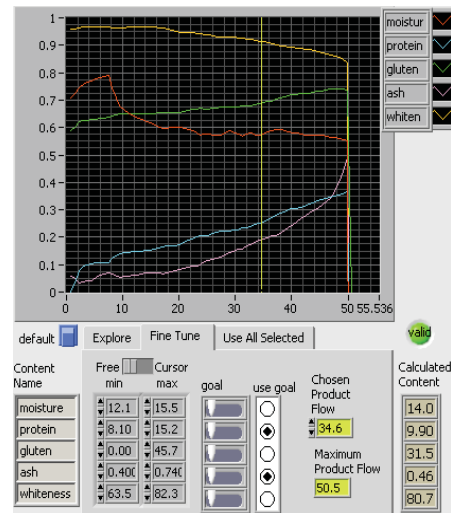 1
0.9
0.8
0.7
0.6
0.5
0.4
0.3
0.2
0.1
0
0 10 20 30 40 50 55.536
moistur
protein
gluten
ash
whiten
default Explore Fine Tune Use All Selected valid
Content Name
Free Cursor
min max goal use goal
Chosen Product Flow
34.6
Maximum Product Flow
50.5
Calculated Content
moisture 12.1 15.5 14.0
protein 8.10 15.2 9.90
gluten 0.00 45.7 31.5
ash 0.400 0.740 0.46
whiteness 63.5 82.3 80.7